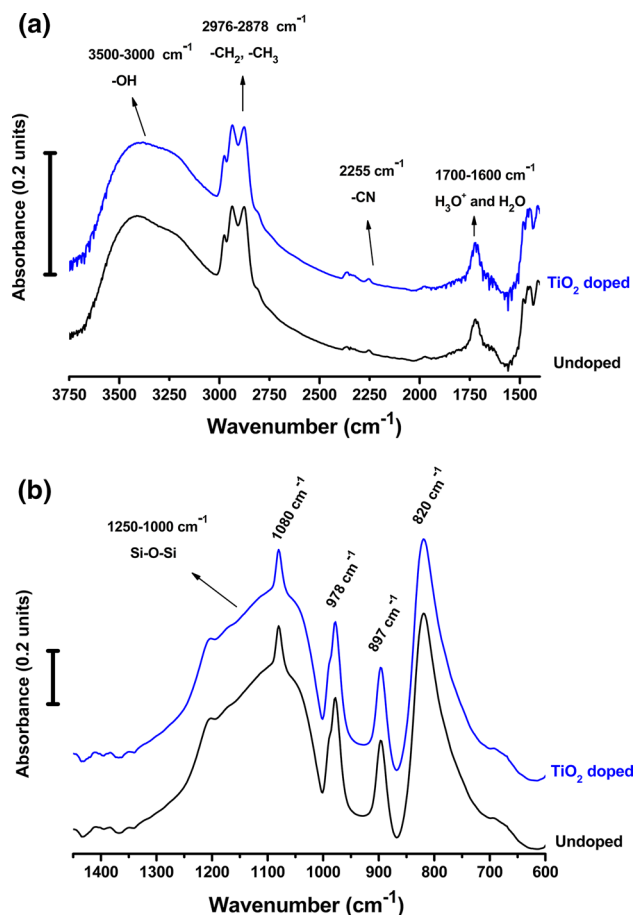 (a)
3500-3000 cm⁻¹
-OH
2976-2878 cm⁻¹
-CH₂, -CH₃
2255 cm⁻¹
-CN
1700-1600 cm⁻¹
H₃O⁺ and H₂O
Absorbance (0.2 units)
TiO₂ doped
Undoped
3750 3500 3250 3000 2750 2500 2250 2000 1750 1500
Wavenumber (cm⁻¹)
(b)
1250-1000 cm⁻¹
Si-O-Si
1080 cm⁻¹
978 cm⁻¹
897 cm⁻¹
820 cm⁻¹
Absorbance (0.2 units)
TiO₂ doped
Undoped
1400 1300 1200 1100 1000 900 800 700 600
Wavenumber (cm⁻¹)